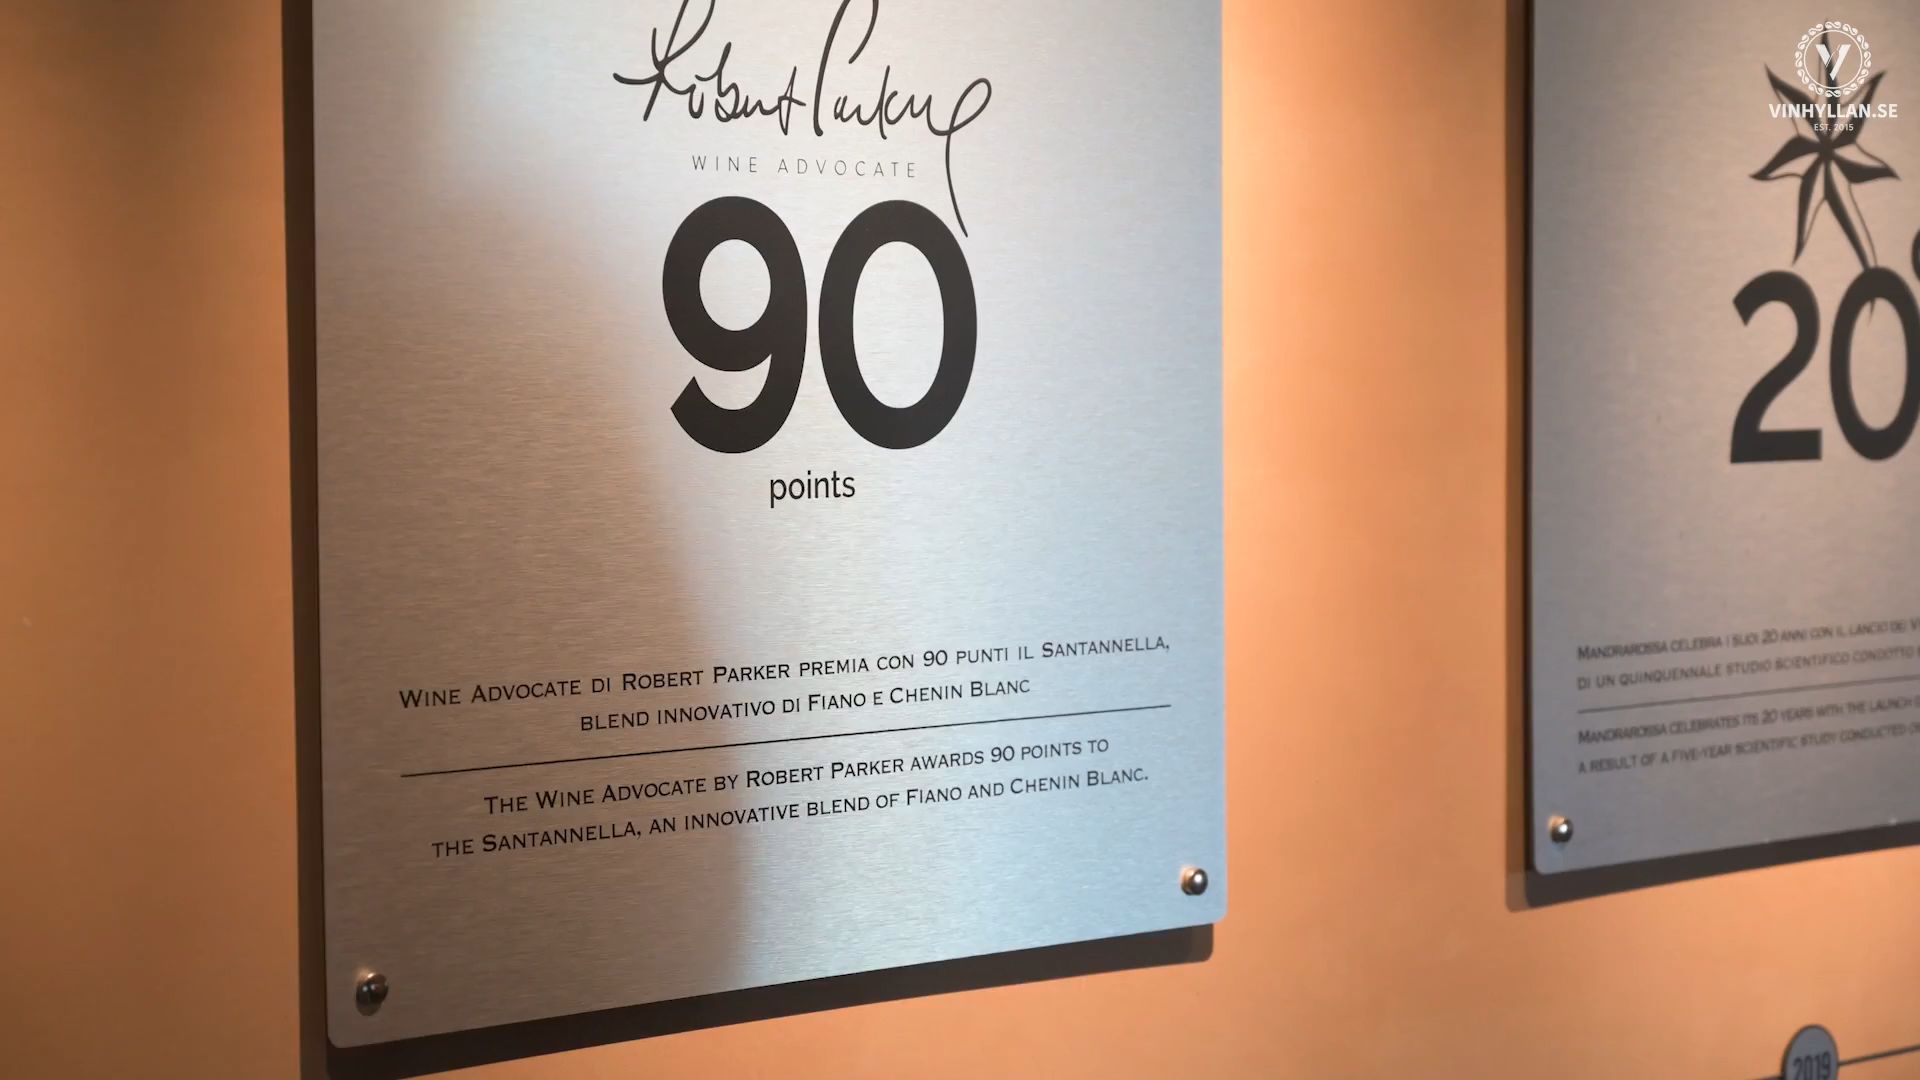 Robert Parker
WINE ADVOCATE
90
points
WINE ADVOCATE DI ROBERT PARKER PREMIA CON 90 PUNTI IL SANTANNELLA,
BLEND INNOVATIVO DI FIANO E CHENIN BLANC
THE WINE ADVOCATE BY ROBERT PARKER AWARDS 90 POINTS TO
THE SANTANNELLA, AN INNOVATIVE BLEND OF FIANO AND CHENIN BLANC.
20
MANDRAROSSA CELEBRA I SUOI 20 ANNI CON IL LANCIO DEI
DI UN QUINQUENNALE STUDIO SCIENTIFICO CONDOTTO
MANDRAROSSA CELEBRATES ITS 20 YEARS WITH THE LAUNCH
A RESULT OF A FIVE-YEAR SCIENTIFIC STUDY CONDUCTED
2019
V
VINHYLLAN.SE
EST. 2015